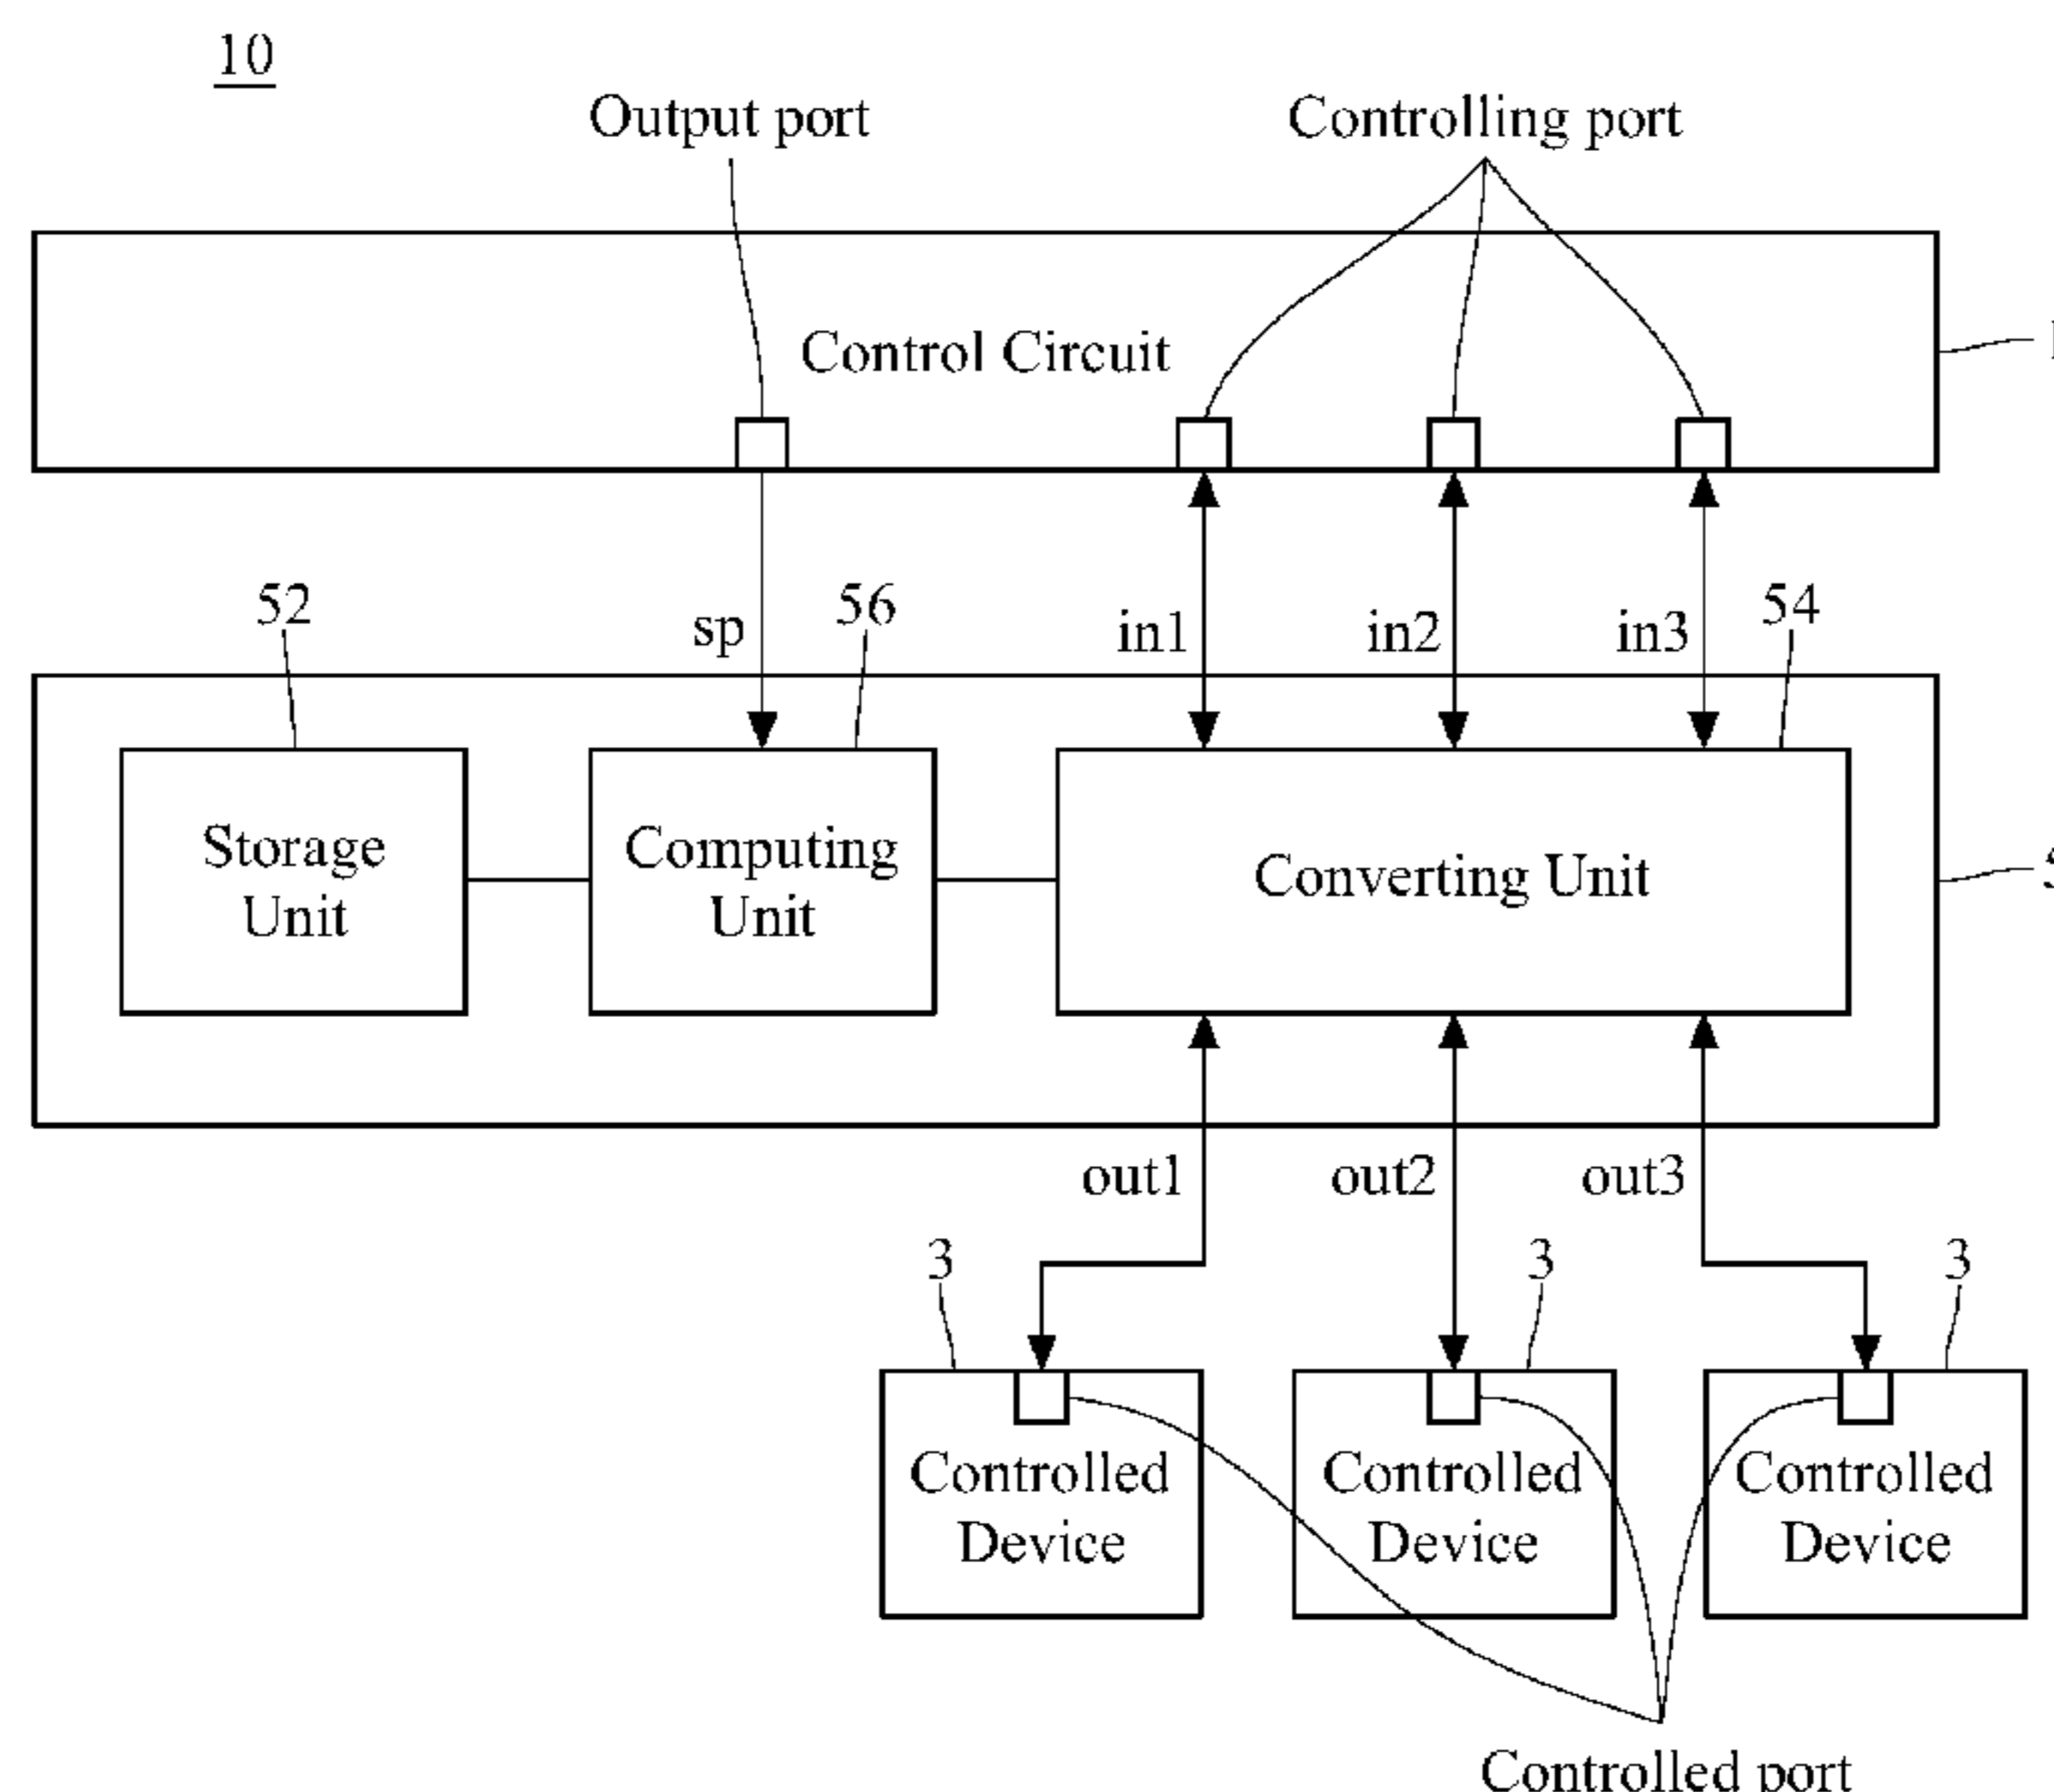 10
Output port
Controlling port
Control Circuit
52
sp
56
in1
in2
in3
54
Storage
Unit
Computing
Unit
Converting Unit
out1
out2
out3
3
3
3
Controlled
Device
Controlled
Device
Controlled
Device
Controlled port